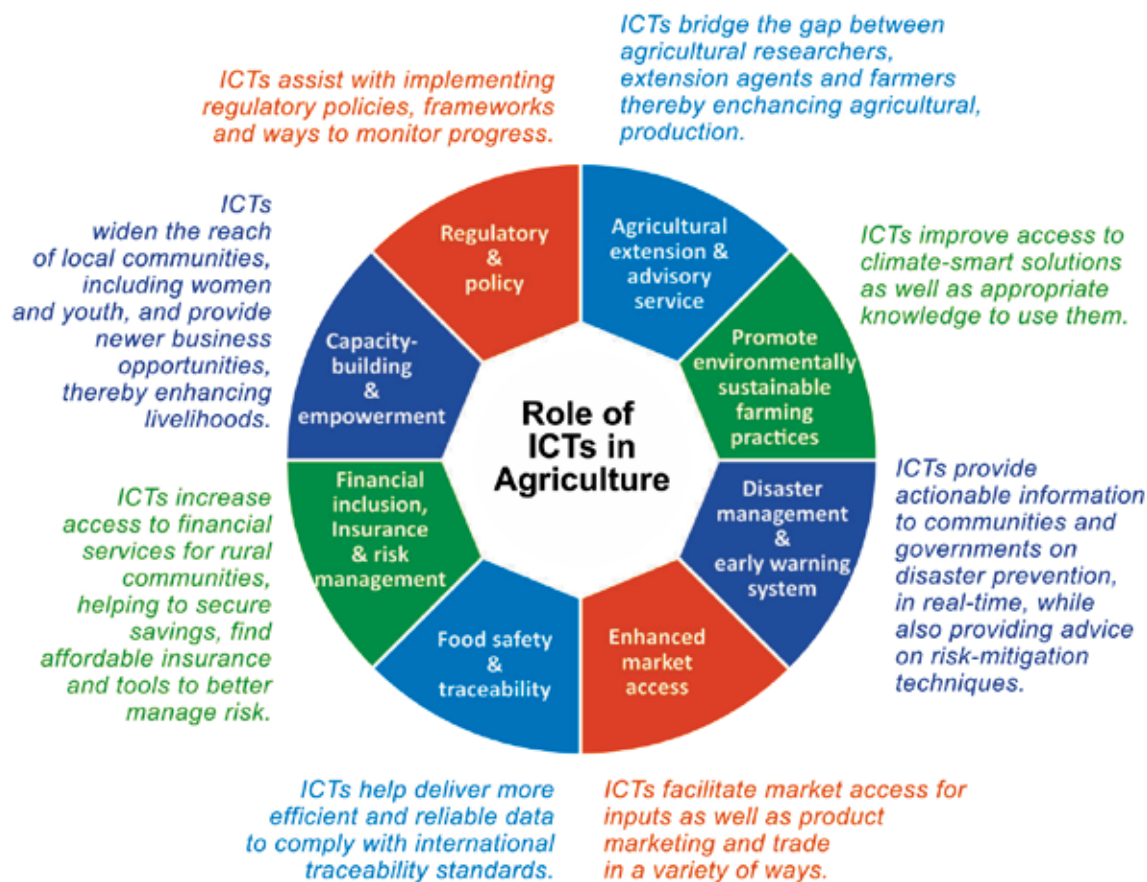 ICTs bridge the gap between
agricultural researchers,
extension agents and farmers
thereby enchancing agricultural,
production.
ICTs assist with implementing
regulatory policies, frameworks
and ways to monitor progress.
ICTs
widen the reach
of local communities,
including women
and youth, and provide
newer business
opportunities,
thereby enhancing
livelihoods.
Regulatory
&
policy
Agricultural
extension &
advisory
service
ICTs improve access to
climate-smart solutions
as well as appropriate
knowledge to use them.
Capacity-
building
&
empowerment
Promote
environmentally
sustainable
farming
practices
Role of
ICTs in
Agriculture
Financial
inclusion,
Insurance
& risk
management
Disaster
management
&
early warning
system
ICTs provide
actionable information
to communities and
governments on
disaster prevention,
in real-time, while
also providing advice
on risk-mitigation
techniques.
ICTs increase
access to financial
services for rural
communities,
helping to secure
savings, find
affordable insurance
and tools to better
manage risk.
Food safety
&
traceability
Enhanced
market
access
ICTs help deliver more
efficient and reliable data
to comply with international
traceability standards.
ICTs facilitate market access for
inputs as well as product
marketing and trade
in a variety of ways.